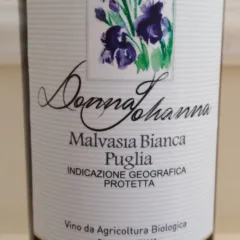 Donna Johanna
Malvasia Bianca
Puglia
INDICAZIONE GEOGRAFICA
PROTETTA
Vino da Agricoltura Biologica